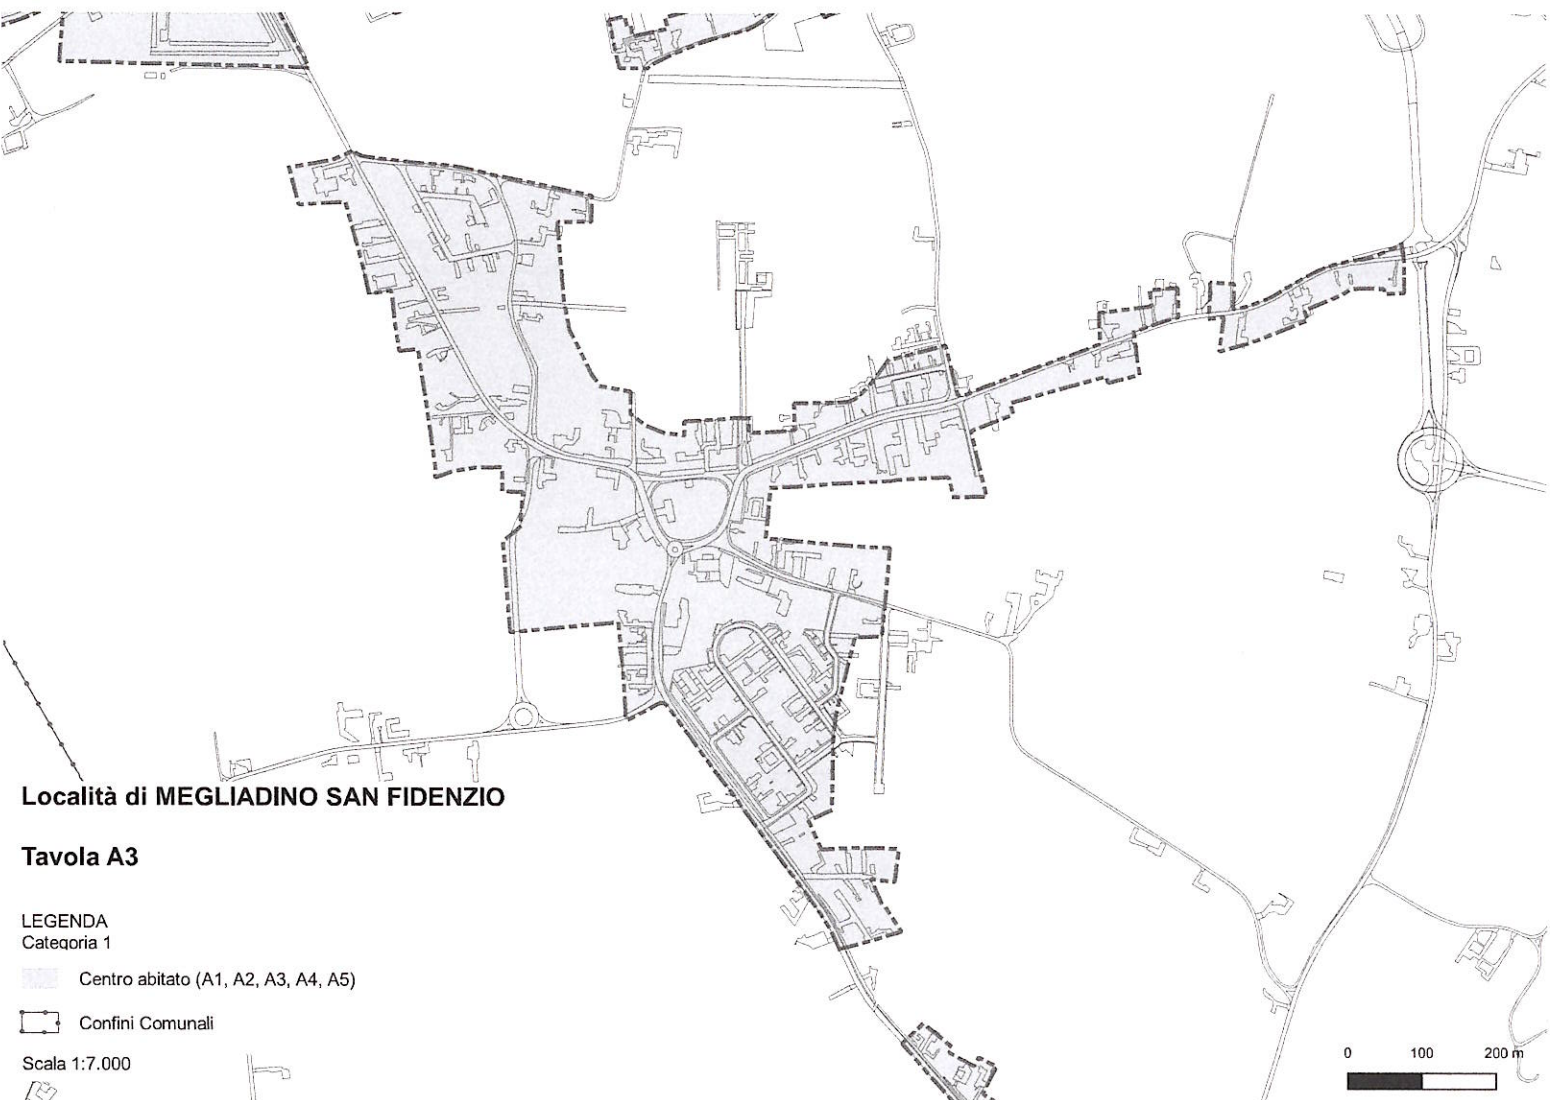 Località di MEGLIADINO SAN FIDENZIO
Tavola A3
LEGENDA
Categoria 1
Centro abitato (A1, A2, A3, A4, A5)
Confini Comunali
Scala 1:7.000
0 100 200 m